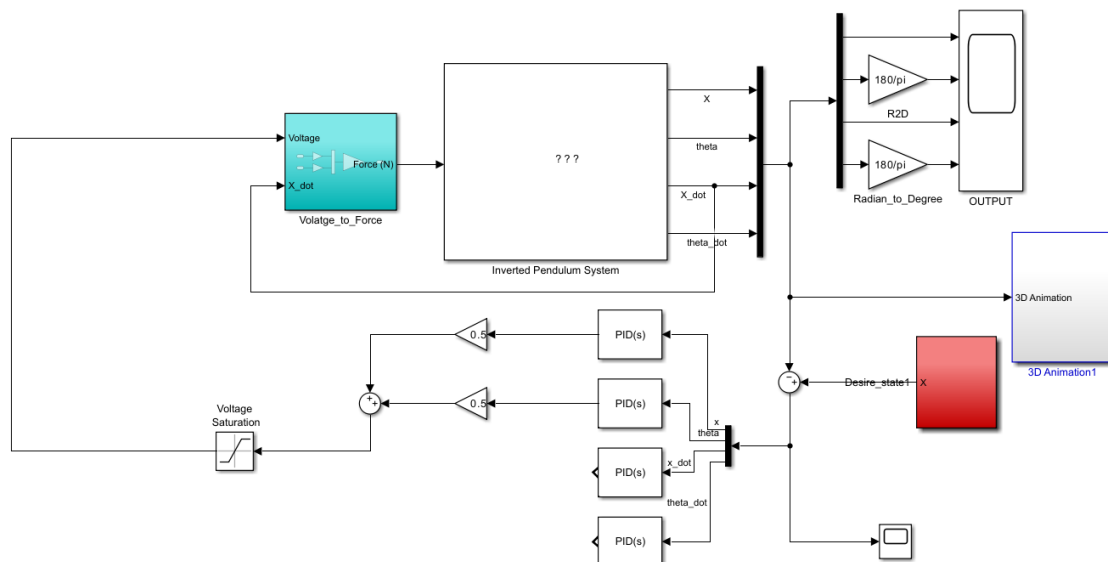 180/pi
R2D
180/pi
Radian_to_Degree
OUTPUT
X
theta
X_dot
theta_dot
? ? ?
Inverted Pendulum System
Voltage
Force (N)
X_dot
Volatge_to_Force
3D Animation
3D Animation1
Desire_state1
X
0.5
PID(s)
0.5
PID(s)
PID(s)
PID(s)
x
theta
x_dot
theta_dot
Voltage
Saturation
+
+
−
+